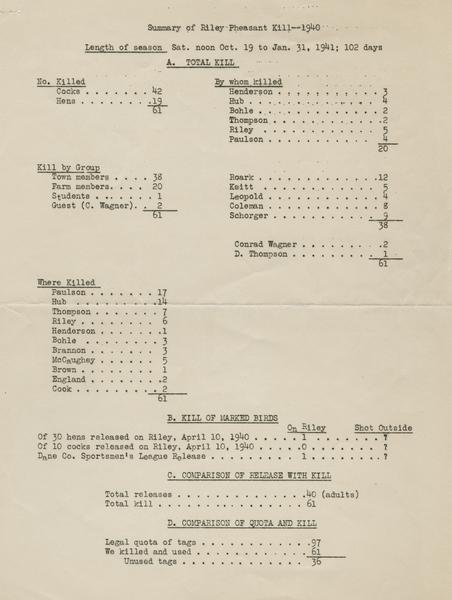 Summary of Riley Pheasant Kill--1940
Length of season Sat. noon Oct. 19 to Jan. 31, 1941; 102 days
A. TOTAL KILL
No. Killed
Cocks . . . . . . . 42
Hens . . . . . . . .19
61
By whom killed
Henderson . . . . . . . . . . 3
Hub . . . . . . . . . . . . . 4
Bohle . . . . . . . . . . . . 2
Thompson . . . . . . . . . . .2
Riley . . . . . . . . . . . . 5
Paulson . . . . . . . . . . . 4
20
Kill by Group
Town members . . . . 38
Farm members. . . . 20
Students . . . . . . 1
Guest (C. Wagner). . 2
61
Roark . . . . . . . . . . . .12
Keitt . . . . . . . . . . . . 5
Leopold . . . . . . . . . . . 4
Coleman . . . . . . . . . . . 8
Schorger . . . . . . . . . . 9
38
Conrad Wagner . . . . . . . . .2
D. Thompson . . . . . . . . . 1
61
Where Killed
Paulson . . . . . . . 17
Hub . . . . . . . . .14
Thompson . . . . . . . 7
Riley . . . . . . . . 6
Henderson . . . . . . .1
Bohle . . . . . . . . 3
Brannon . . . . . . . 3
McCaughey . . . . . . 5
Brown . . . . . . . . 1
England . . . . . . . .2
Cook . . . . . . . . . 2
61
B. KILL OF MARKED BIRDS
On Riley Shot Outside
Of 30 hens released on Riley, April 10, 1940 . . . . . 1 . . . . . . . . ?
Of 10 cocks released on Riley, April 10, 1940. . . . . .0 . . . . . . . . ?
Dane Co. Sportsmen's League Release . . . . . . . . . . 1 . . . . . . . . ?
C. COMPARISON OF RELEASE WITH KILL
Total releases . . . . . . . . . . . . . .40 (adults)
Total kill . . . . . . . . . . . . . . . 61
D. COMPARISON OF QUOTA AND KILL
Legal quota of tags . . . . . . . . . . . .97
We killed and used . . . . . . . . . . . . 61
Unused tags . . . . . . . . . . . . . 36